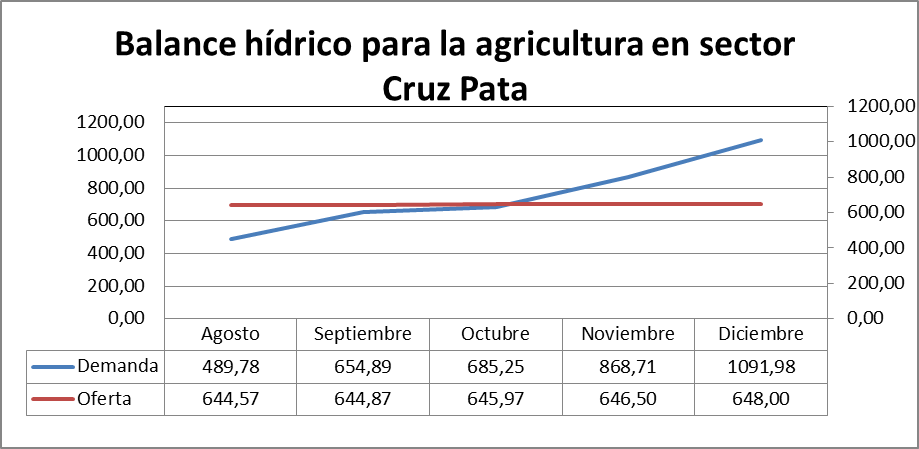 Balance hídrico para la agricultura en sector
Cruz Pata
1200,00
1000,00
800,00
600,00
400,00
200,00
0,00
1200,00
1000,00
800,00
600,00
400,00
200,00
0,00
Agosto Septiembre Octubre Noviembre Diciembre
Demanda 489,78 654,89 685,25 868,71 1091,98
Oferta 644,57 644,87 645,97 646,50 648,00